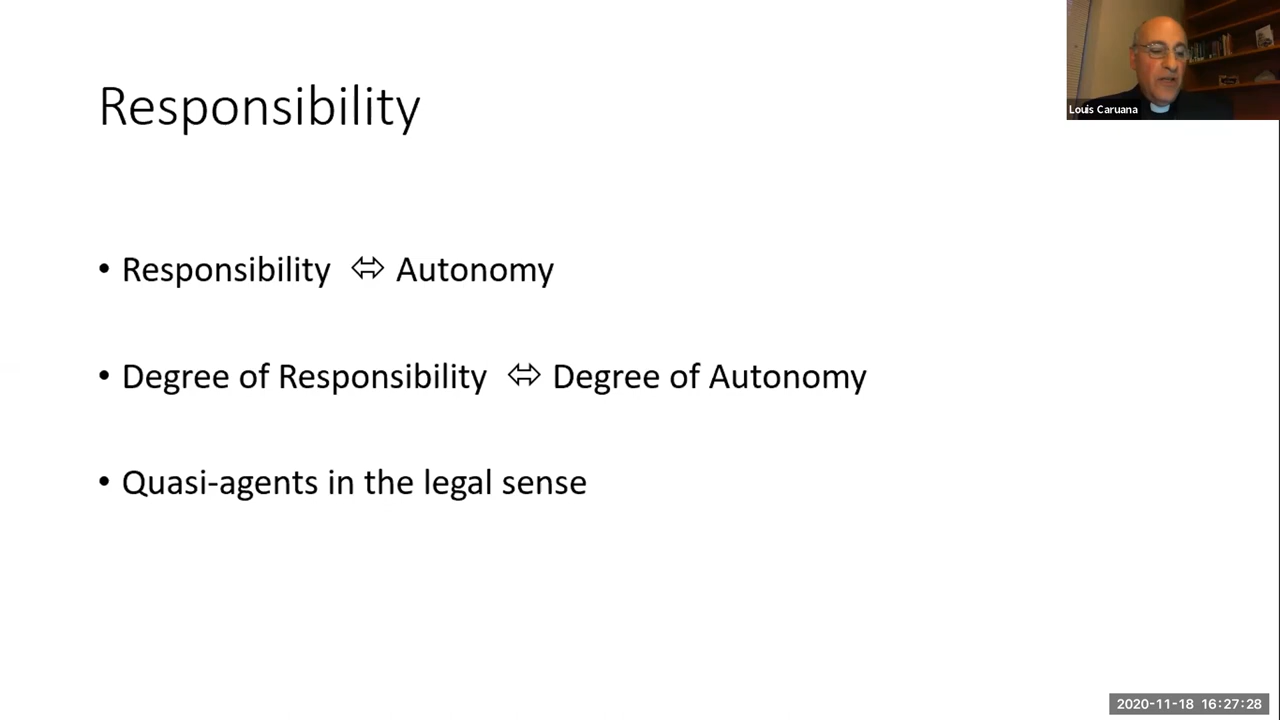 Responsibility
Louis Caruana
• Responsibility ⇔ Autonomy
• Degree of Responsibility ⇔ Degree of Autonomy
• Quasi-agents in the legal sense
2020-11-18 16:27:28